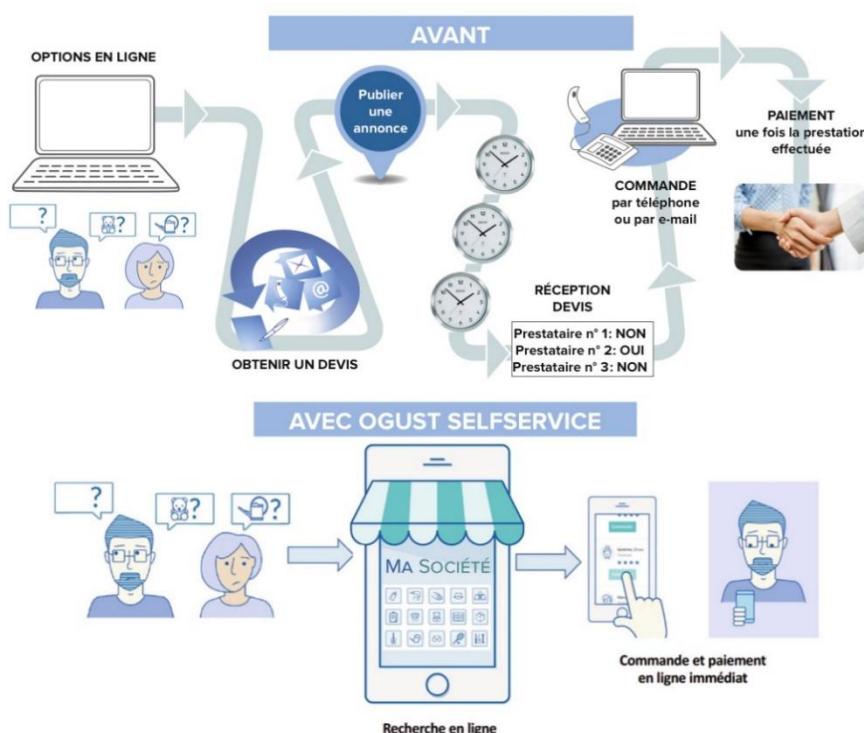 AVANT
OPTIONS EN LIGNE
?
?
?
OBTENIR UN DEVIS
@
Publier
une
annonce
RÉCEPTION
DEVIS
Prestataire n° 1: NON
Prestataire n° 2: OUI
Prestataire n° 3: NON
COMMANDE
par téléphone
ou par e-mail
PAIEMENT
une fois la prestation
effectuée
AVEC OGUST SELFSERVICE
?
?
?
MA SOCIÉTÉ
Recherche en ligne
Commande et paiement
en ligne immédiat